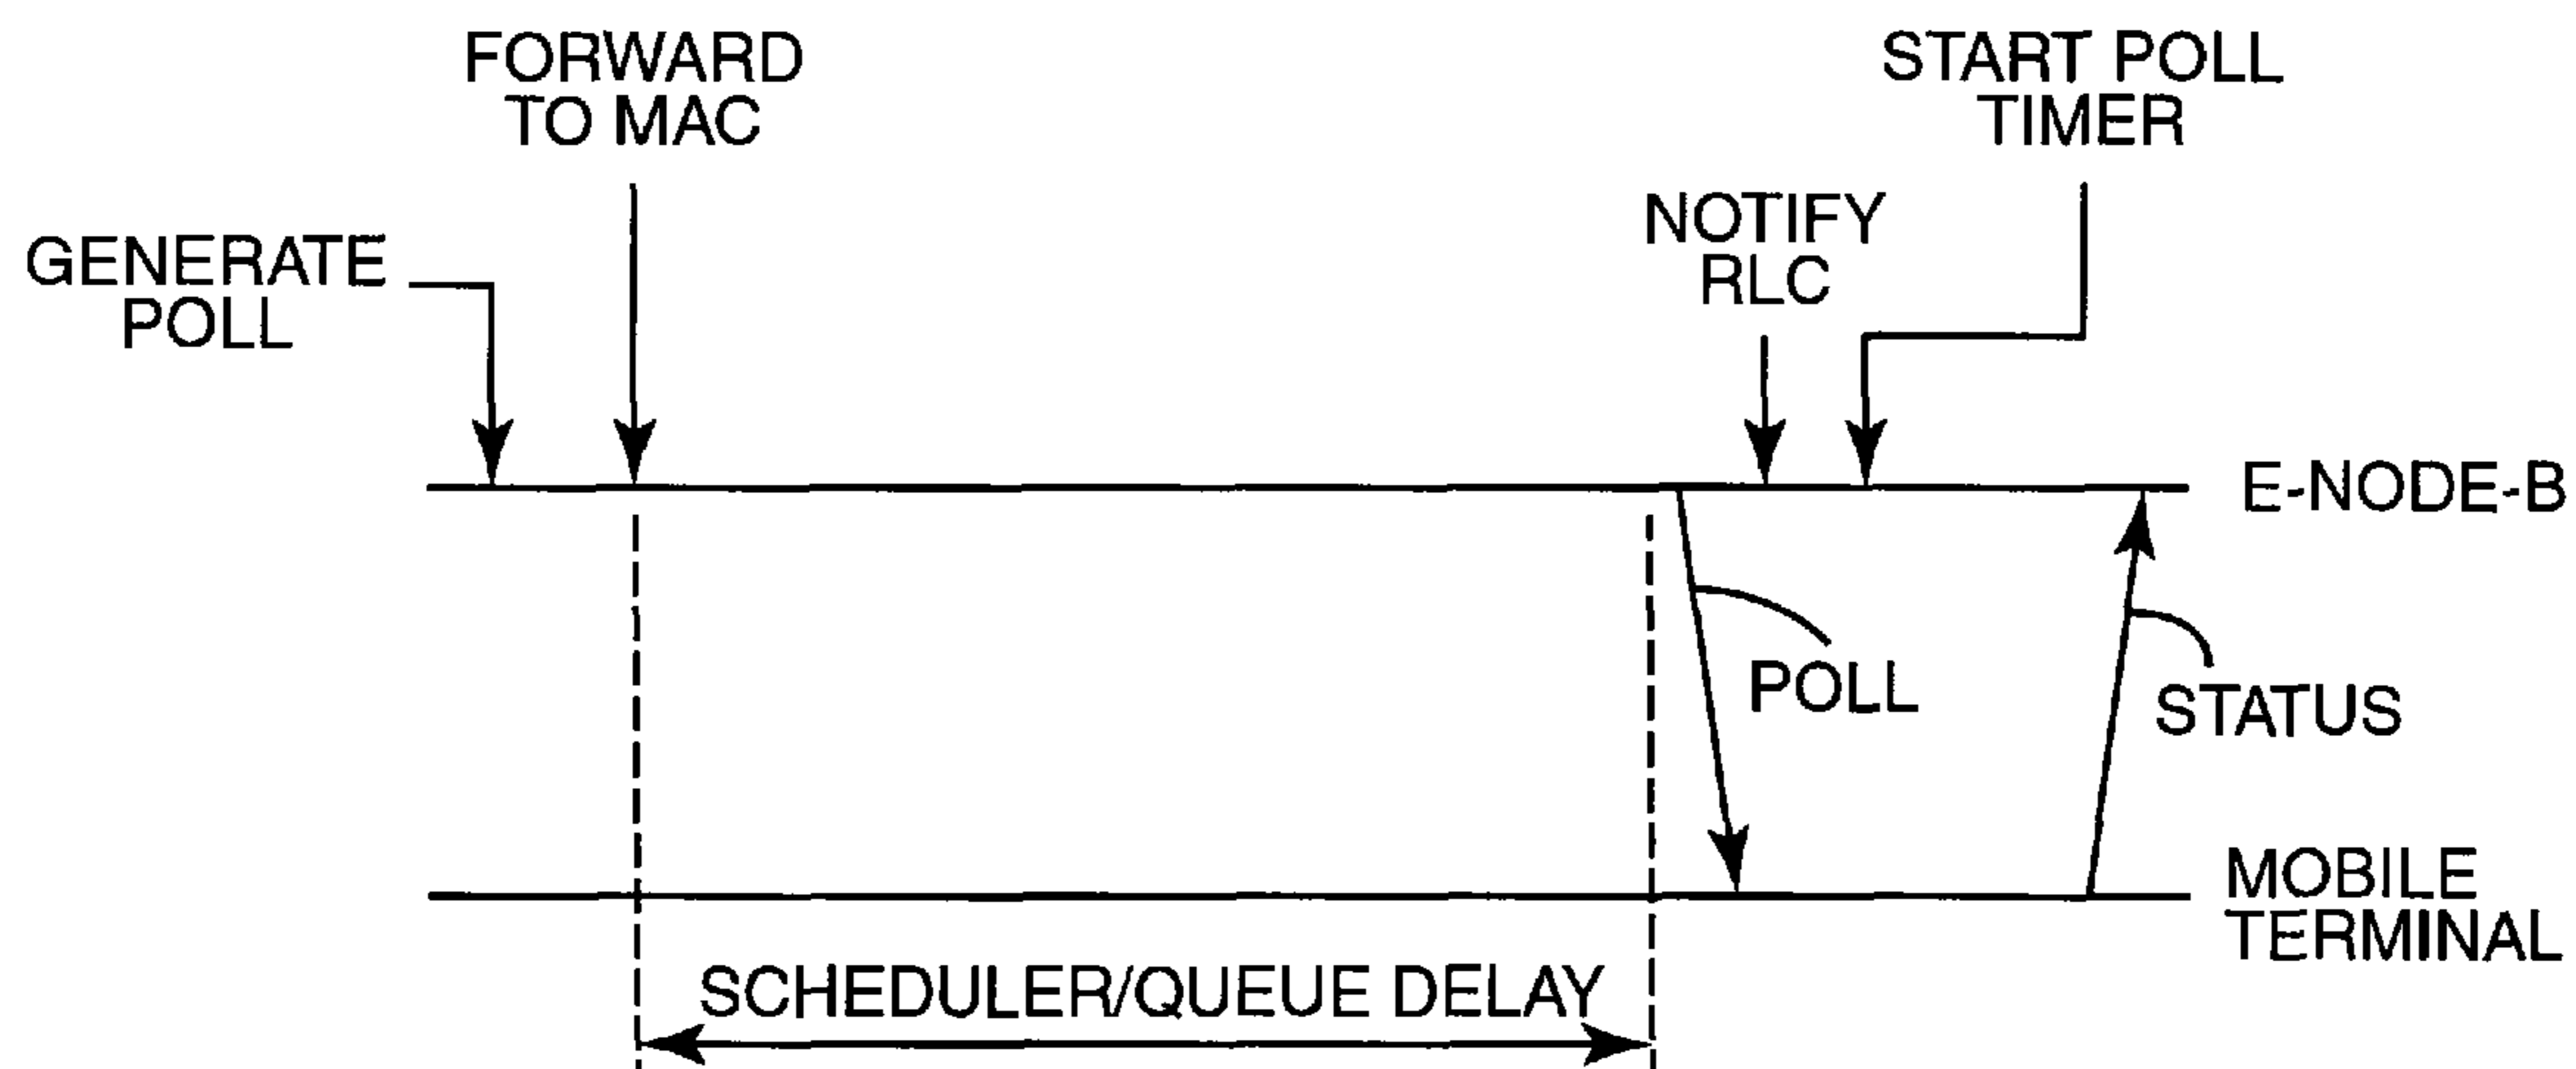 FORWARD
TO MAC
START POLL
TIMER
GENERATE
POLL
NOTIFY
RLC
E-NODE-B
POLL
STATUS
MOBILE
TERMINAL
SCHEDULER/QUEUE DELAY